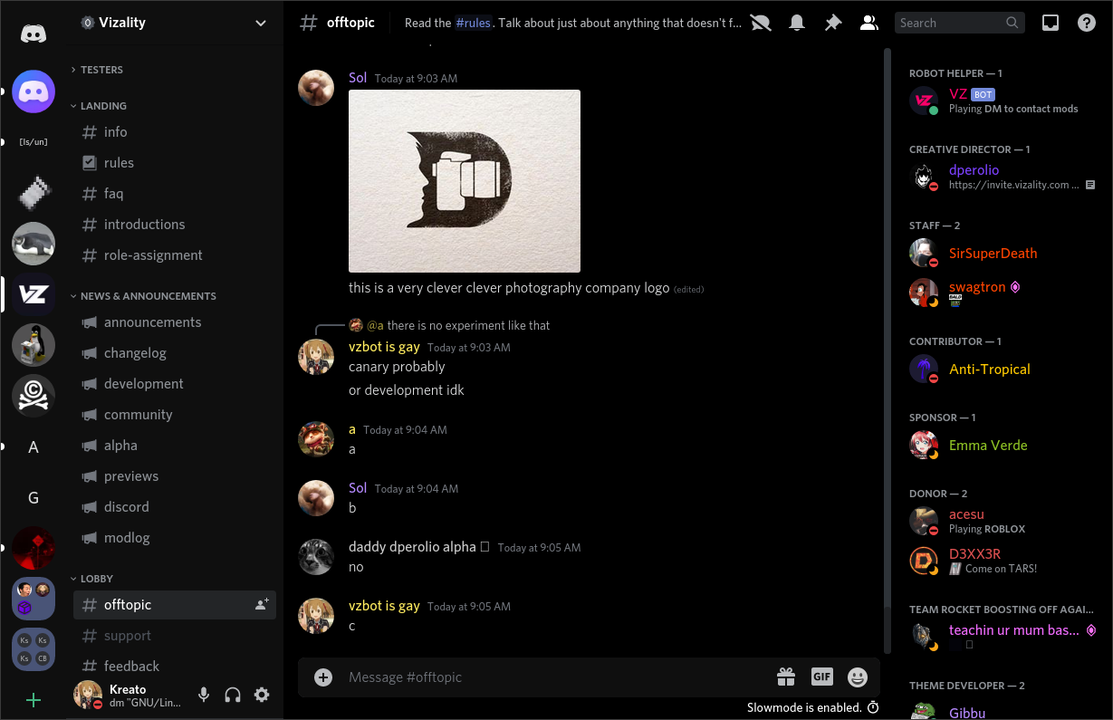 Vizality
TESTERS
LANDING
info
rules
faq
introductions
role-assignment
NEWS & ANNOUNCEMENTS
announcements
changelog
development
community
alpha
previews
discord
modlog
LOBBY
offtopic
support
feedback
Kreato
dm "GNU/Lin...
[ls/un]
VZ
A
G
Ks Ks
Ks CB
offtopic
Read the #rules. Talk about just about anything that doesn't f...
Search
Sol Today at 9:03 AM
D
this is a very clever clever photography company logo (edited)
@a there is no experiment like that
vzbot is gay Today at 9:03 AM
canary probably
or development idk
a Today at 9:04 AM
a
Sol Today at 9:04 AM
b
daddy dperolio alpha Today at 9:05 AM
no
vzbot is gay Today at 9:05 AM
c
Message #offtopic
GIF
Slowmode is enabled.
ROBOT HELPER — 1
VZ
VZ BOT
Playing DM to contact mods
CREATIVE DIRECTOR — 1
dperolio
https://invite.vizality.com ...
STAFF — 2
SirSuperDeath
swagtron
CONTRIBUTOR — 1
Anti-Tropical
SPONSOR — 1
Emma Verde
DONOR — 2
acesu
Playing ROBLOX
D3XX3R
Come on TARS!
TEAM ROCKET BOOSTING OFF AGAI...
teachin ur mum bas...
THEME DEVELOPER — 2
Gibbu